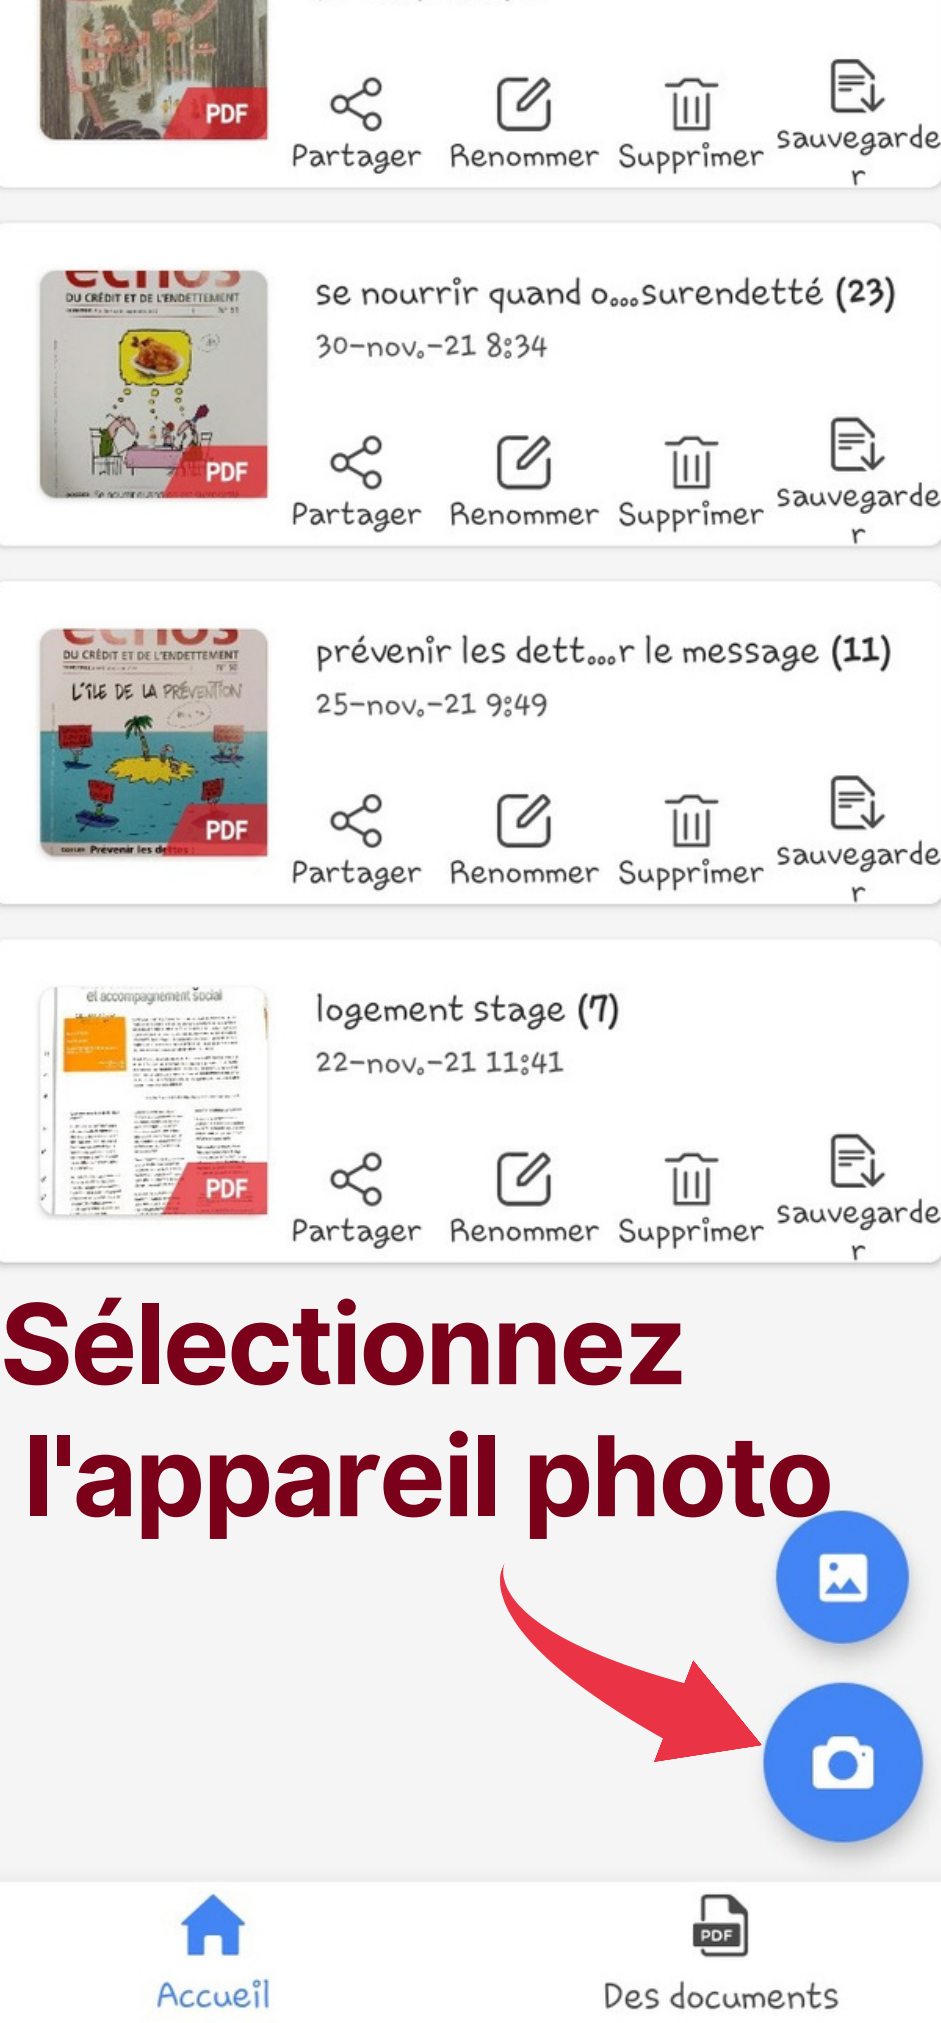 PDF
Partager Renommer Supprimer Sauvegarde
r
échos
DU CRÉDIT ET DE L'ENDETTEMENT
N° 51
se nourrir quand o...surendetté (23)
30-nov.-21 8:34
PDF
Partager Renommer Supprimer Sauvegarde
r
échos
DU CRÉDIT ET DE L'ENDETTEMENT
N° 50
L'ÎLE DE LA PRÉVENTION
prévenir les dett...r le message (11)
25-nov.-21 9:49
PDF
Prévenir les dettes :
Partager Renommer Supprimer Sauvegarde
r
et accompagnement social
logement stage (7)
22-nov.-21 11:41
PDF
Partager Renommer Supprimer Sauvegarde
r
Sélectionnez
l'appareil photo
PDF
Accueil Des documents